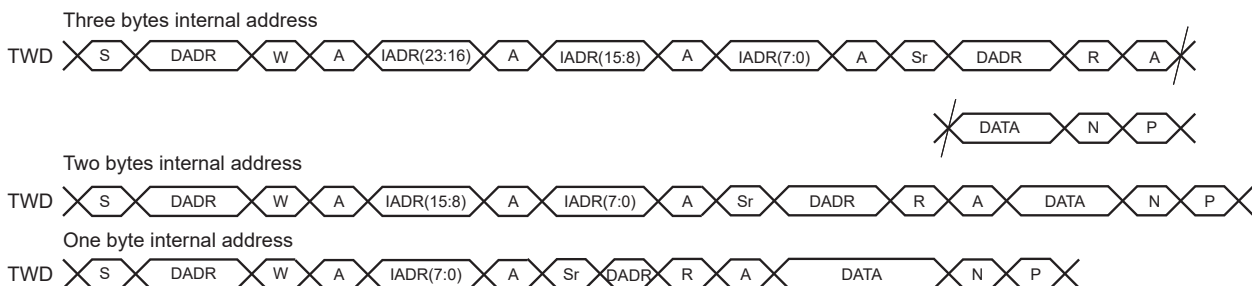 Three bytes internal address
TWD S DADR W A IADR(23:16) A IADR(15:8) A IADR(7:0) A Sr DADR R A
DATA N P
Two bytes internal address
TWD S DADR W A IADR(15:8) A IADR(7:0) A Sr DADR R A DATA N P
One byte internal address
TWD S DADR W A IADR(7:0) A Sr DADR R A DATA N P